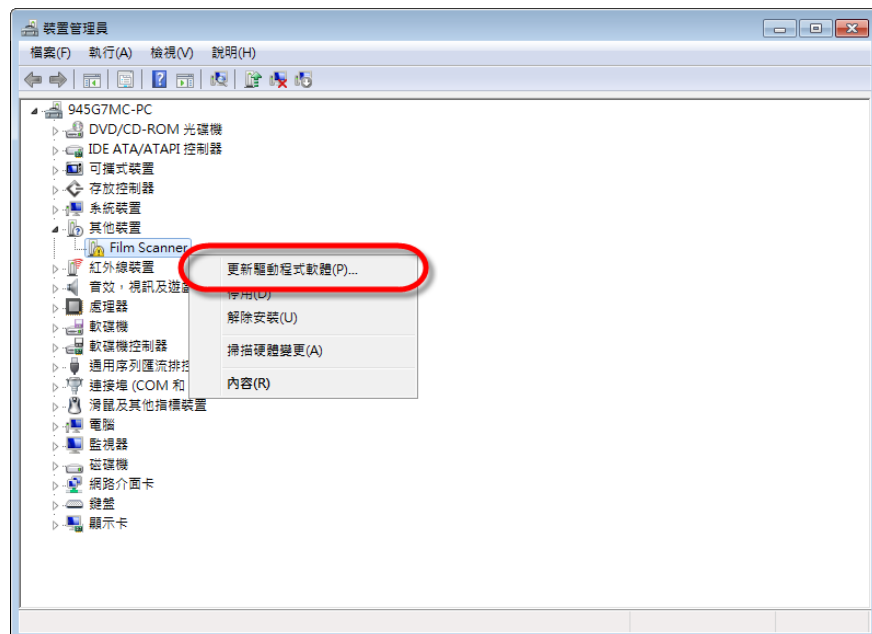 裝置管理員
檔案(F) 執行(A) 檢視(V) 說明(H)
945G7MC-PC
DVD/CD-ROM 光碟機
IDE ATA/ATAPI 控制器
可攜式裝置
存放控制器
系統裝置
其他裝置
Film Scanner
紅外線裝置
音效，視訊及遊
處理器
軟碟機
軟碟機控制器
通用序列匯流排控
連接埠 (COM 和
滑鼠及其他指標裝置
電腦
監視器
磁碟機
網路介面卡
鍵盤
顯示卡
更新驅動程式軟體(P)...
停用(D)
解除安裝(U)
掃描硬體變更(A)
內容(R)